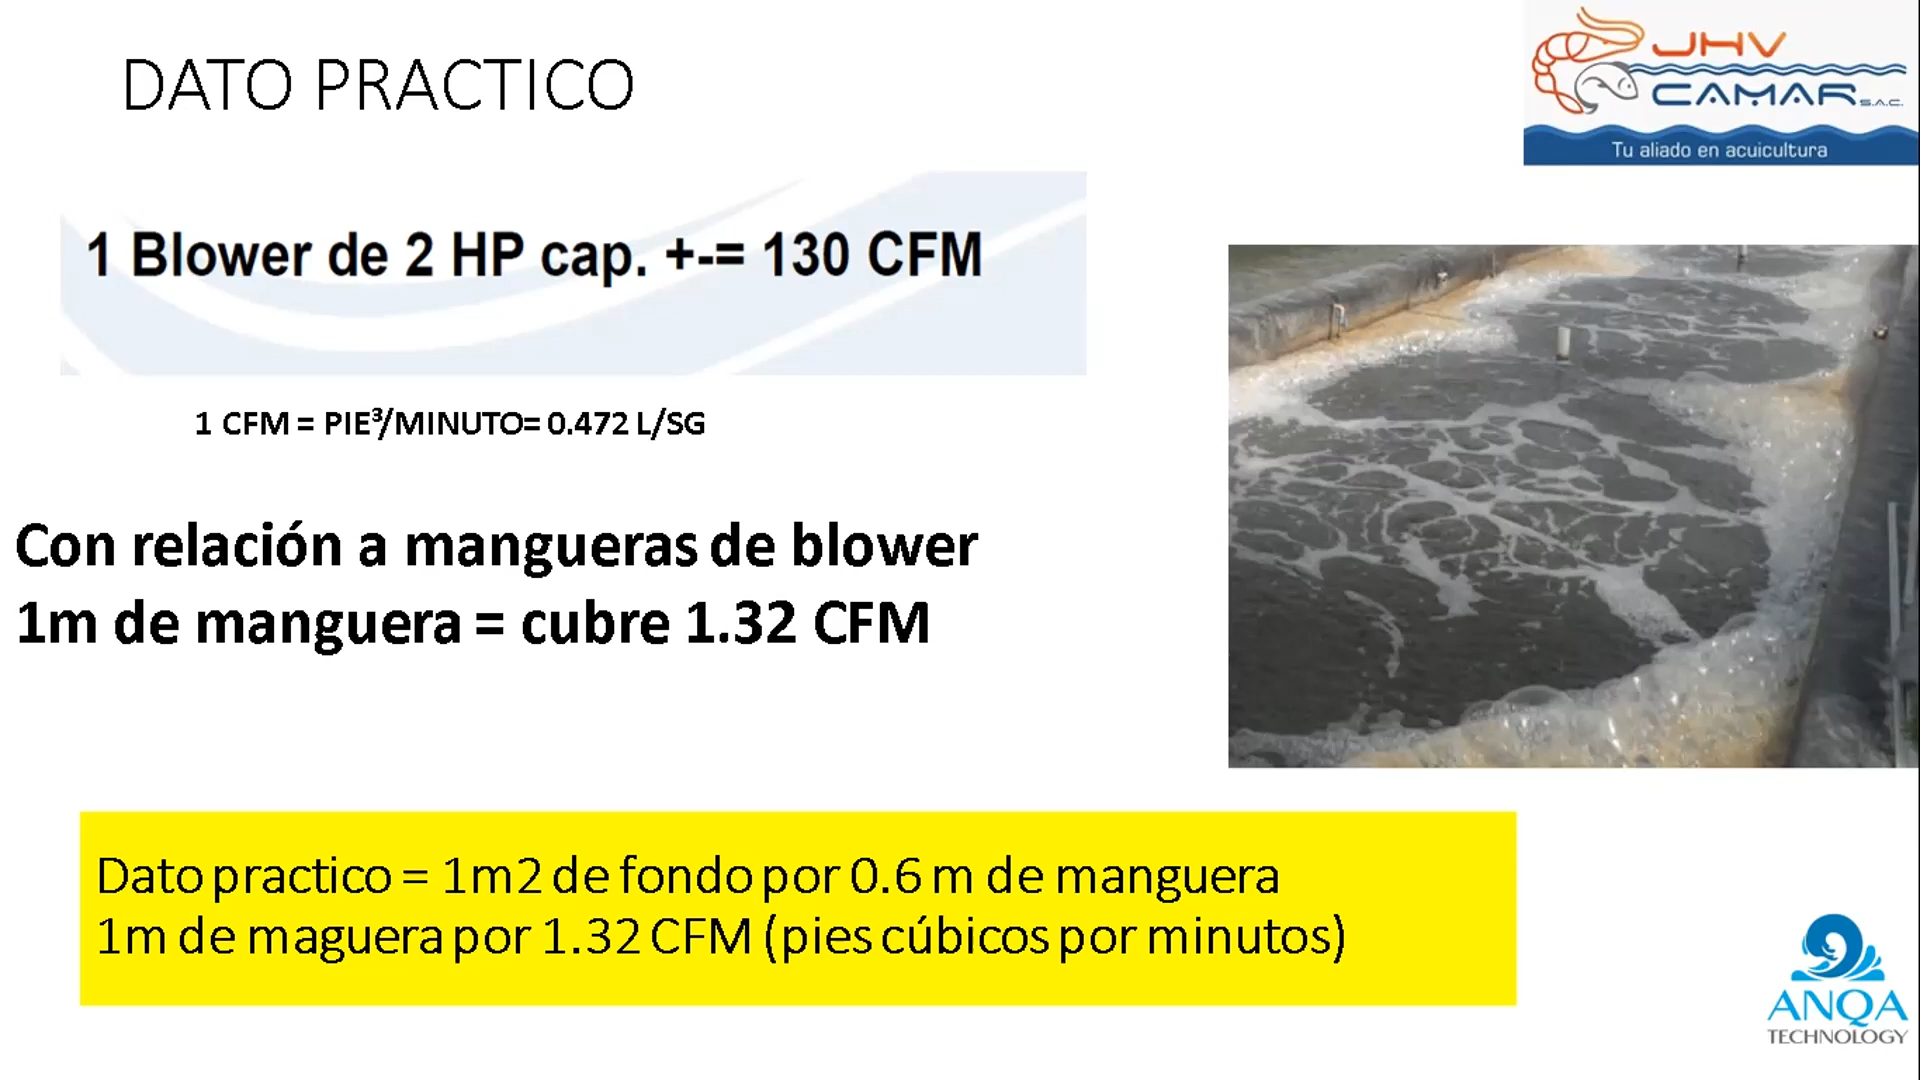 DATO PRACTICO
JHV
CAMAR S.A.C.
Tu aliado en acuicultura
1 Blower de 2 HP cap. +-= 130 CFM
1 CFM = PIE³/MINUTO= 0.472 L/SG
Con relación a mangueras de blower
1m de manguera = cubre 1.32 CFM
Dato practico = 1m2 de fondo por 0.6 m de manguera
1m de maguera por 1.32 CFM (pies cúbicos por minutos)
ANQA
TECHNOLOGY